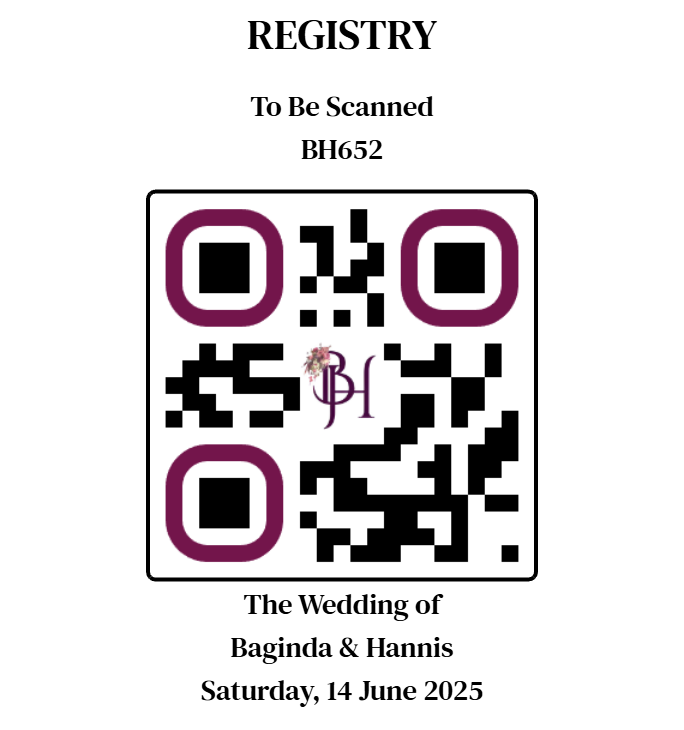 REGISTRY
To Be Scanned
BH652
BH
The Wedding of
Baginda & Hannis
Saturday, 14 June 2025